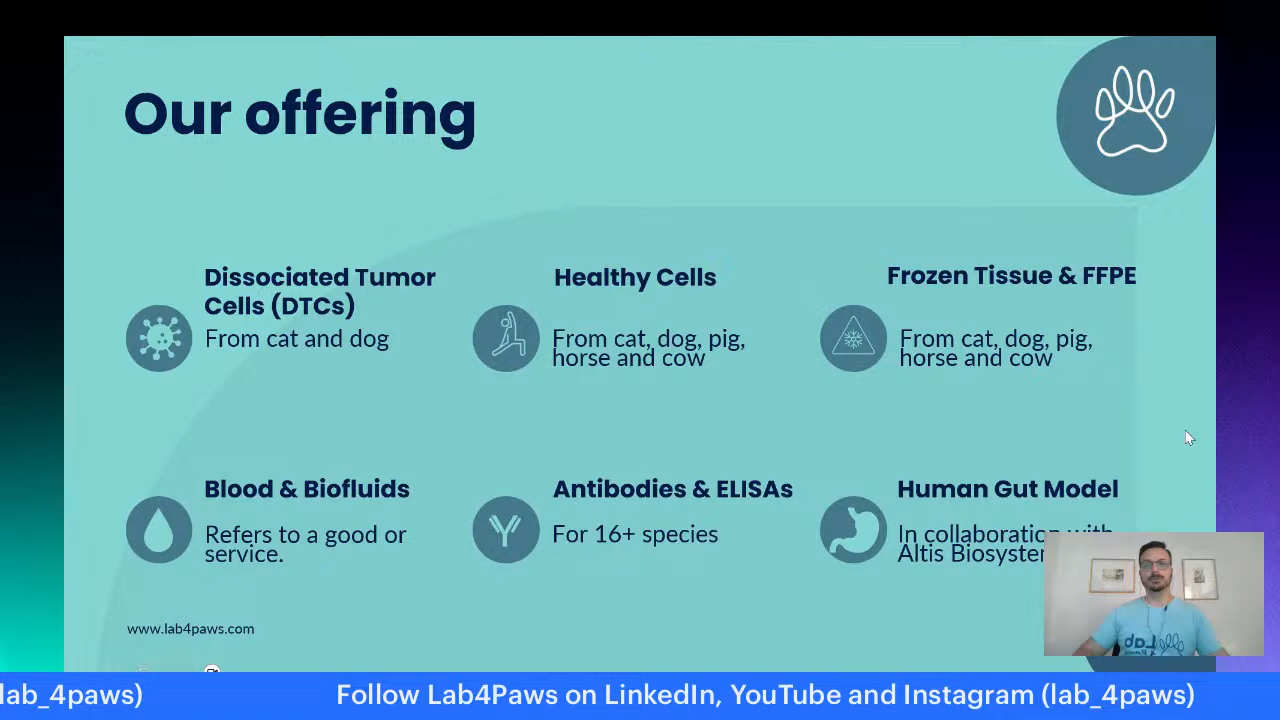 Our offering
Dissociated Tumor
Cells (DTCs)
From cat and dog
Healthy Cells
From cat, dog, pig,
horse and cow
Frozen Tissue & FFPE
From cat, dog, pig,
horse and cow
Blood & Biofluids
Refers to a good or
service.
Antibodies & ELISAs
For 16+ species
Human Gut Model
In collaboration with
Altis
www.lab4paws.com
lab_4paws) Follow Lab4Paws on LinkedIn, YouTube and Instagram (lab_4paws)